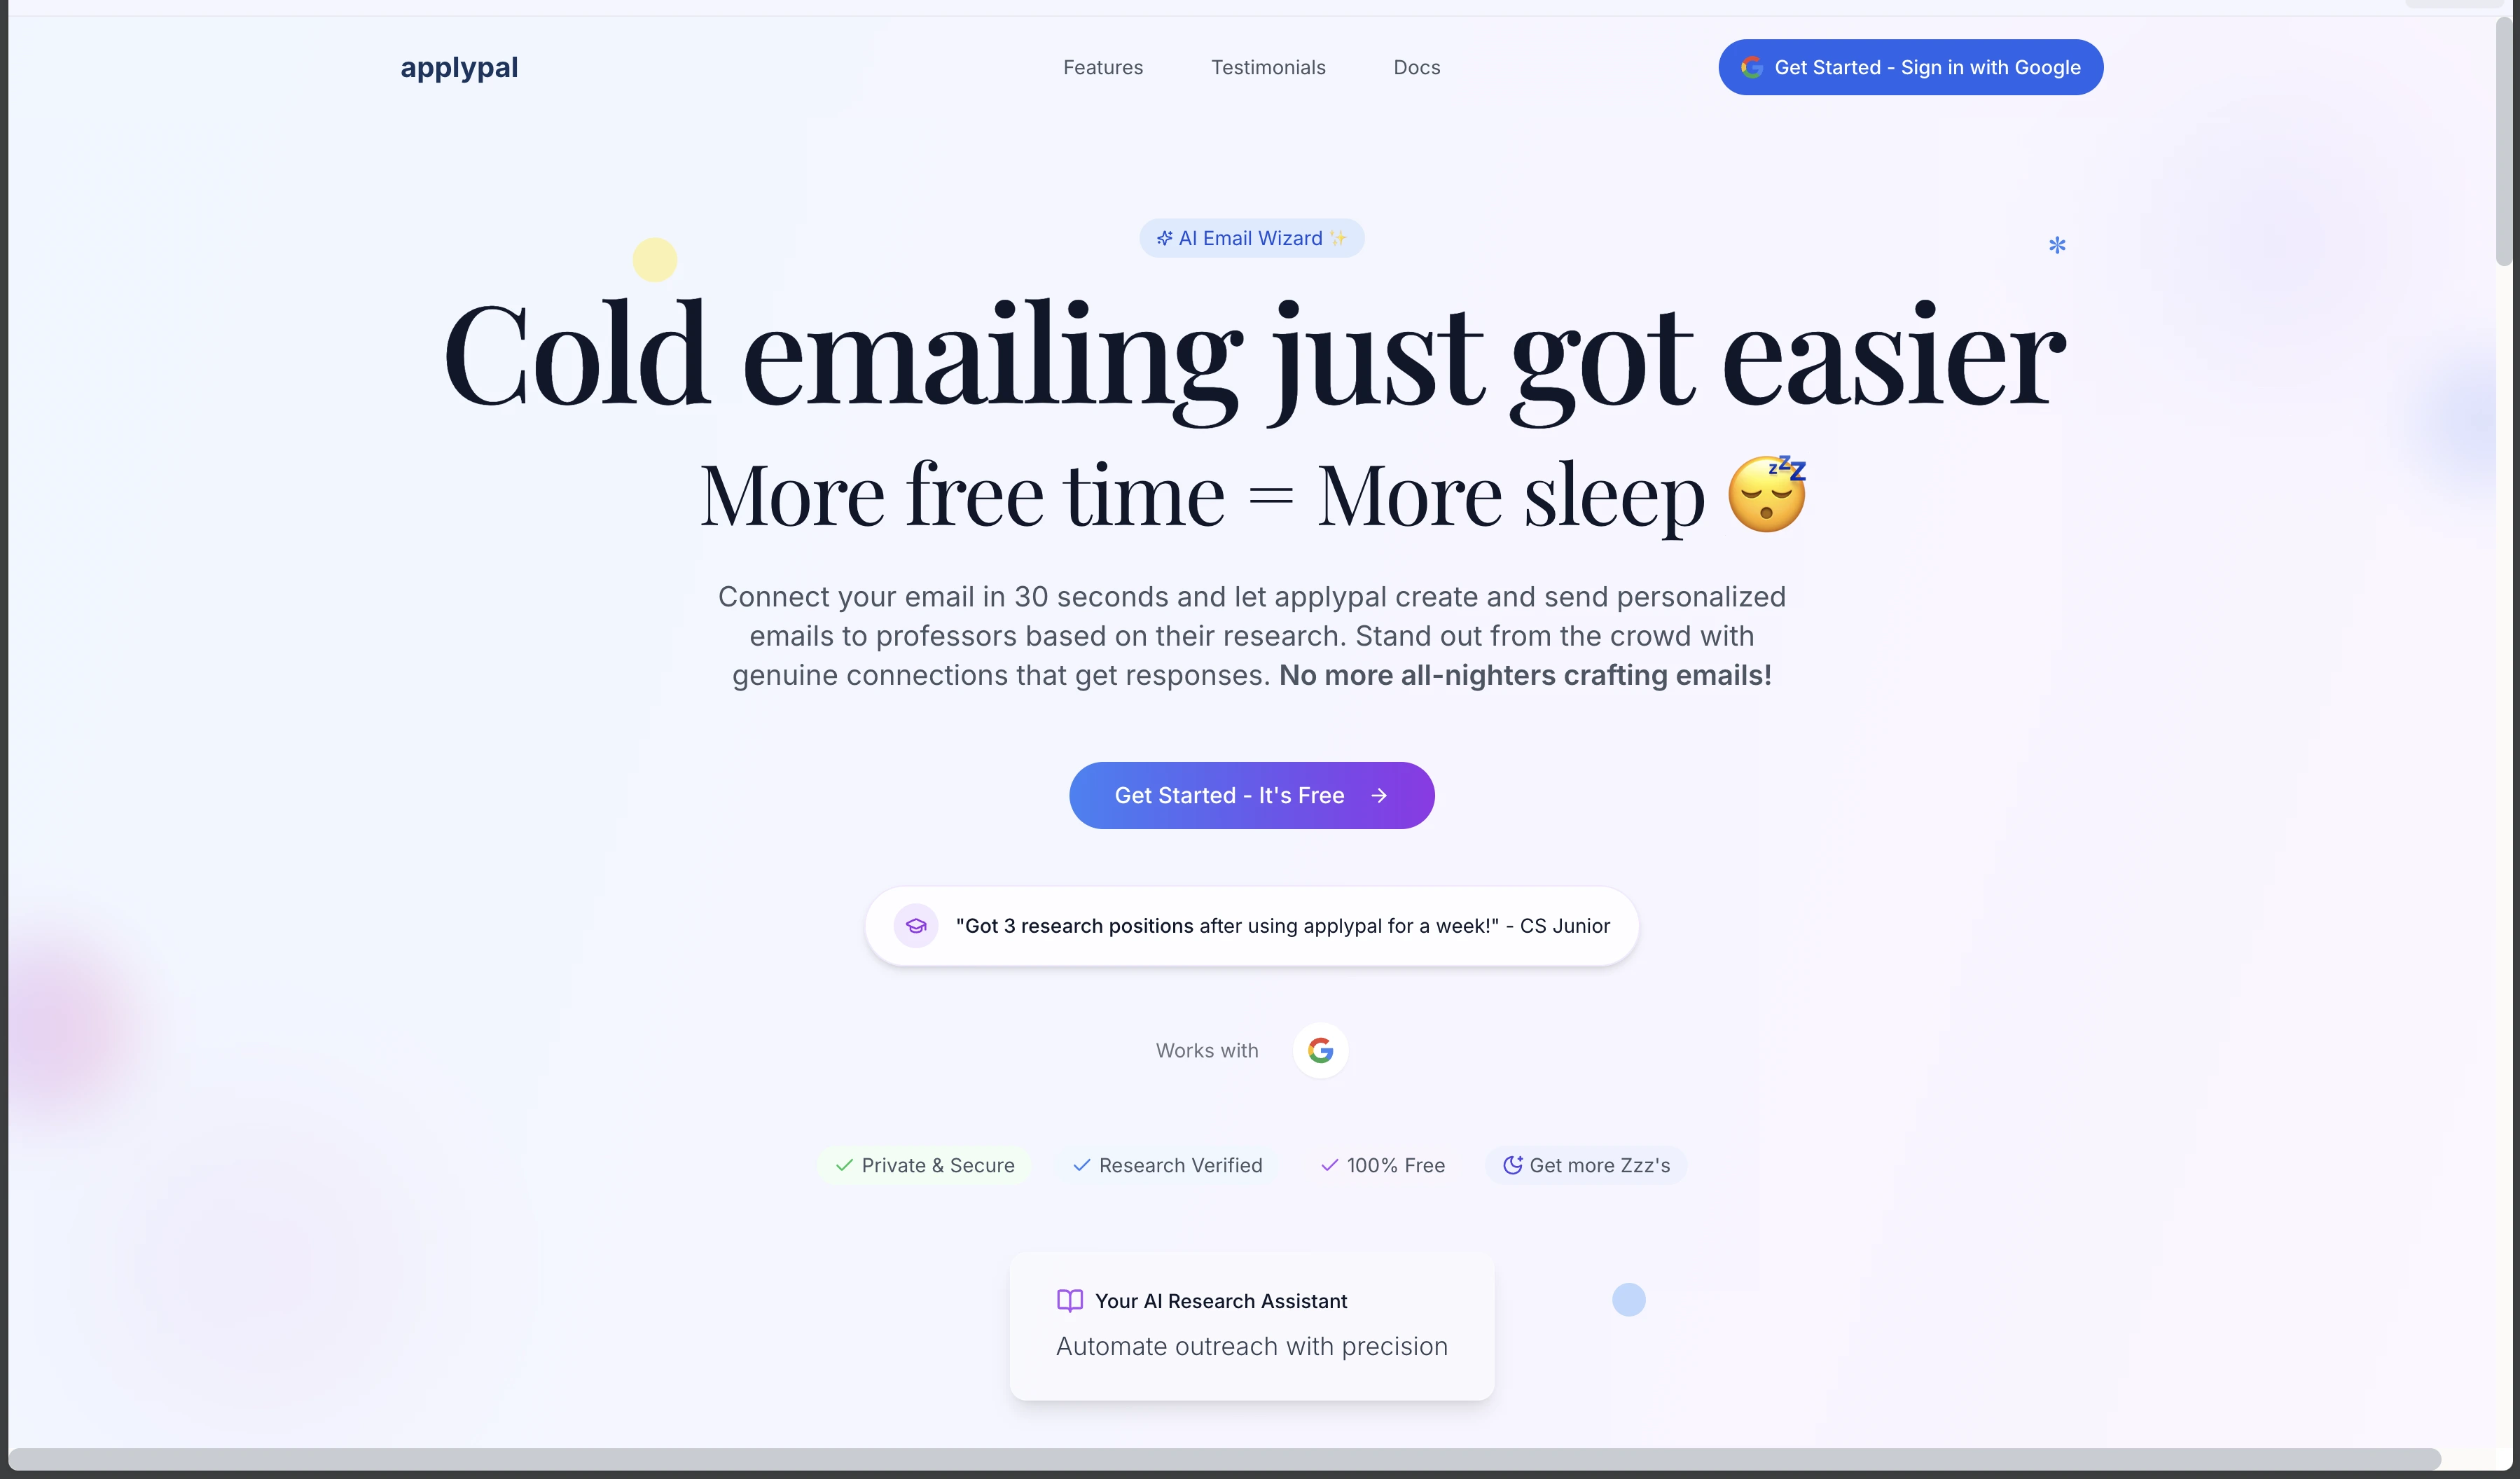 applypal
Features
Testimonials
Docs
Get Started - Sign in with Google
AI Email Wizard ✨
Cold emailing just got easier
More free time = More sleep 😴
Connect your email in 30 seconds and let applypal create and send personalized
emails to professors based on their research. Stand out from the crowd with
genuine connections that get responses. No more all-nighters crafting emails!
Get Started - It's Free →
"Got 3 research positions after using applypal for a week!" - CS Junior
Works with
Private & Secure
Research Verified
100% Free
Get more Zzz's
Your AI Research Assistant
Automate outreach with precision